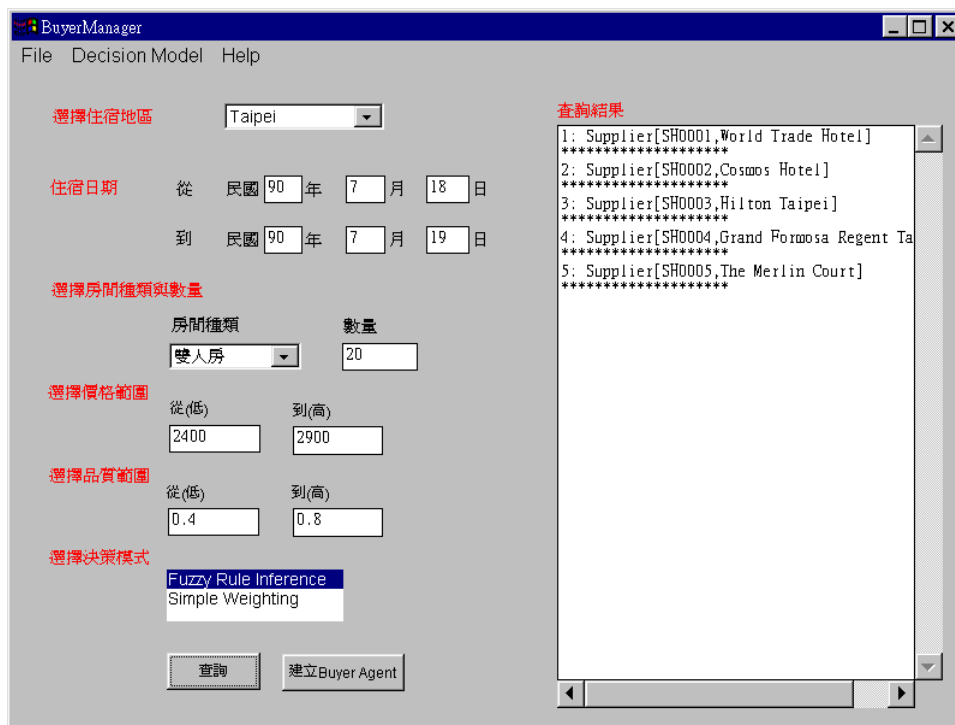 BuyerManager
File Decision Model Help
選擇住宿地區 Taipei
住宿日期 從 民國 90 年 7 月 18 日
到 民國 90 年 7 月 19 日
選擇房間種類與數量
房間種類 數量
雙人房 20
選擇價格範圍
從(低) 到(高)
2400 2900
選擇品質範圍
從(低) 到(高)
0.4 0.8
選擇決策模式
Fuzzy Rule Inference
Simple Weighting
查詢 建立Buyer Agent
查詢結果
1: Supplier[SH0001,World Trade Hotel]
********************
2: Supplier[SH0002,Cosmos Hotel]
********************
3: Supplier[SH0003,Hilton Taipei]
********************
4: Supplier[SH0004,Grand Formosa Regent Ta
********************
5: Supplier[SH0005,The Merlin Court]
********************